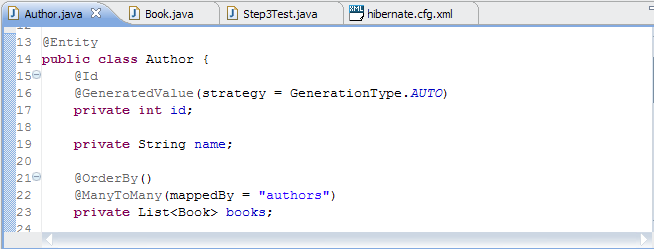 Author.java Book.java Step3Test.java hibernate.cfg.xml
13 @Entity
14 public class Author {
15 @Id
16 @GeneratedValue(strategy = GenerationType.AUTO)
17 private int id;
18
19 private String name;
20
21 @OrderBy()
22 @ManyToMany(mappedBy = "authors")
23 private List<Book> books;
24